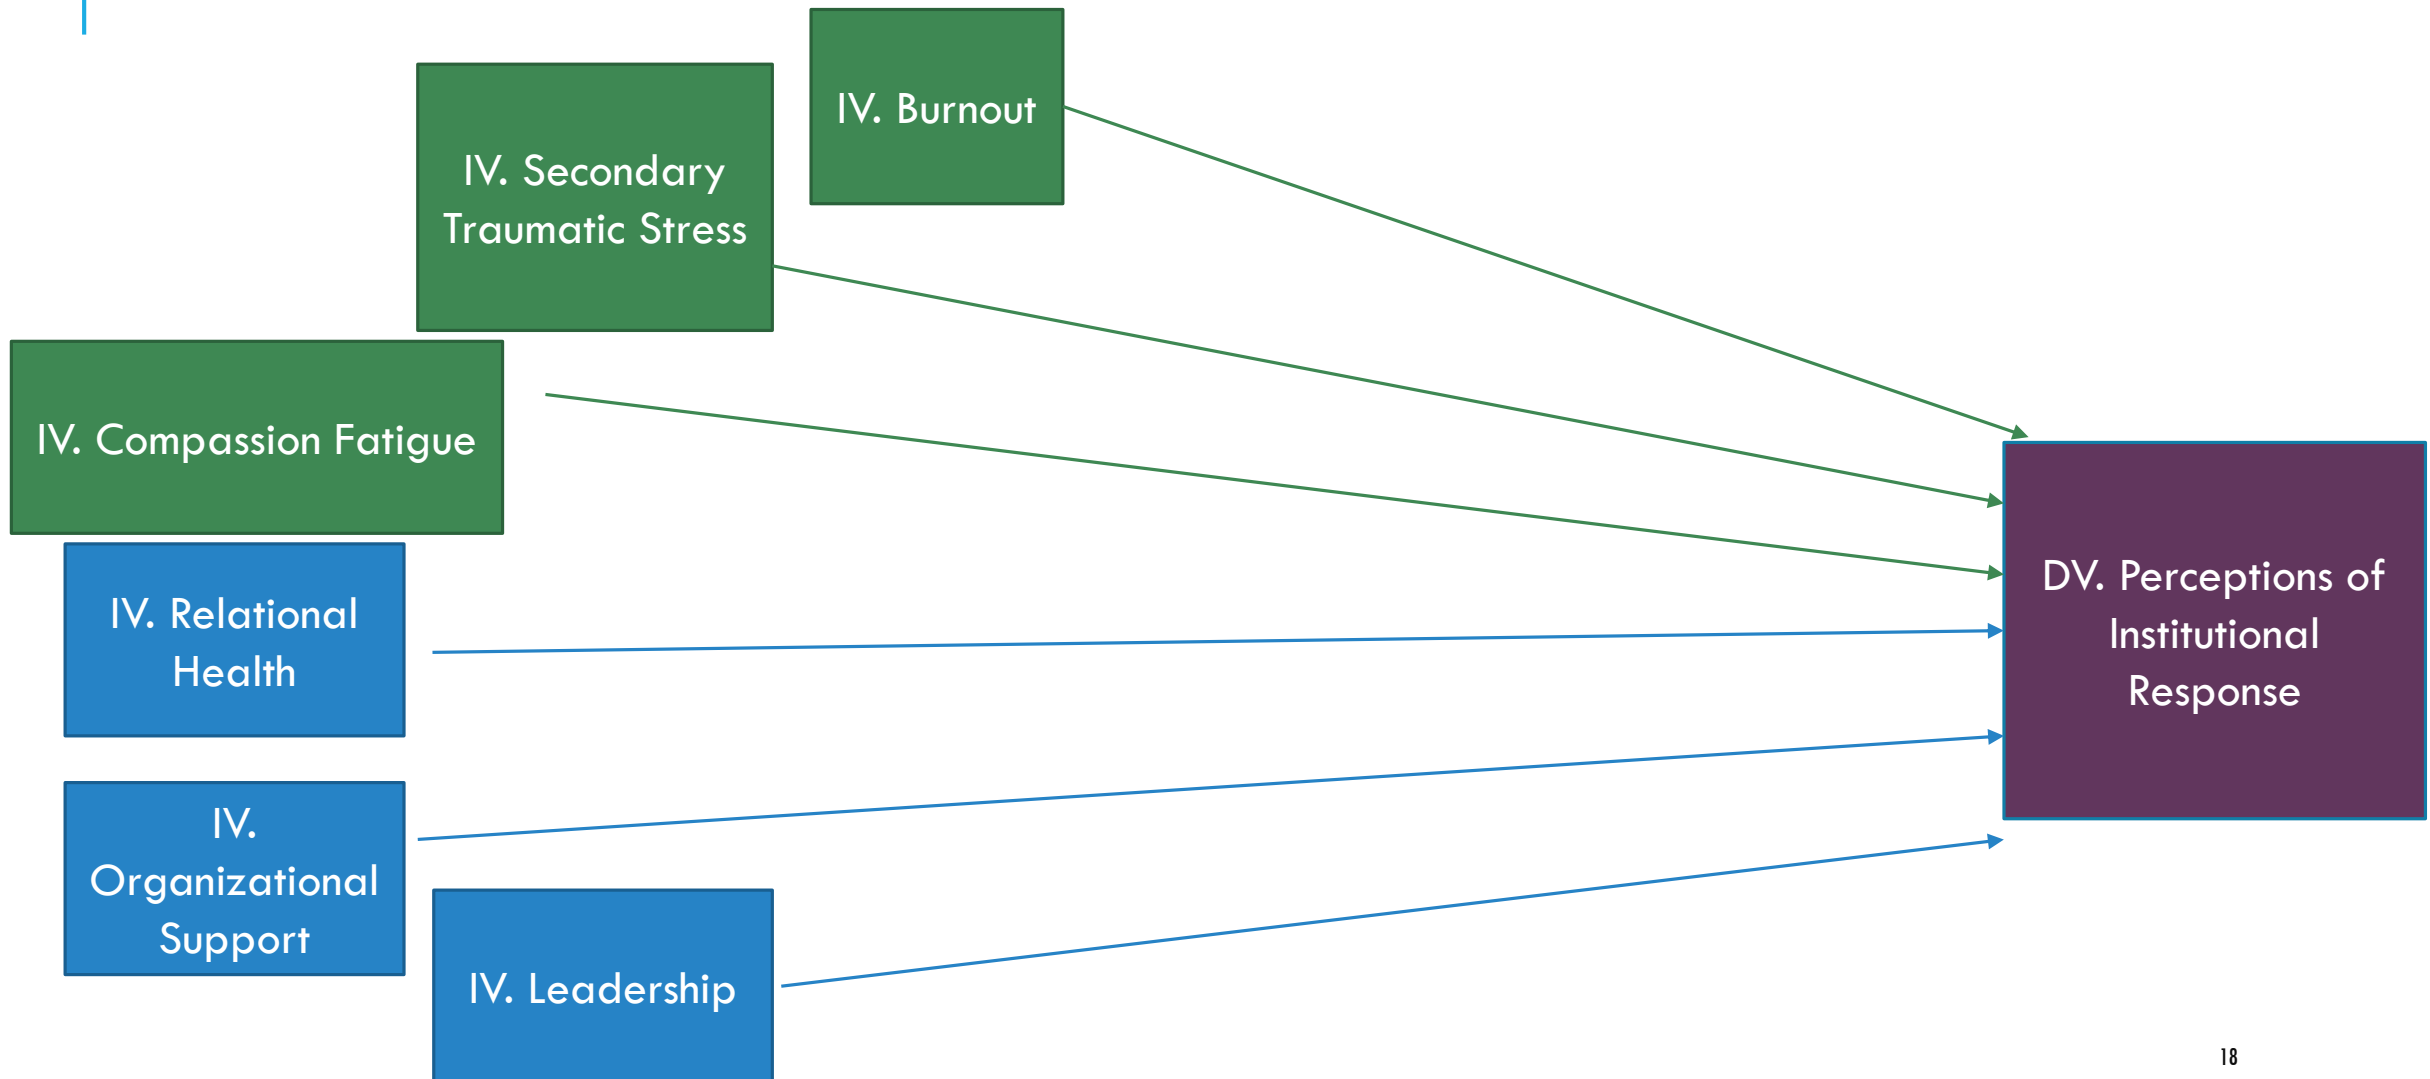 IV. Burnout
IV. Secondary
Traumatic Stress
IV. Compassion Fatigue
IV. Relational
Health
IV.
Organizational
Support
IV. Leadership
DV. Perceptions of
Institutional
Response
18